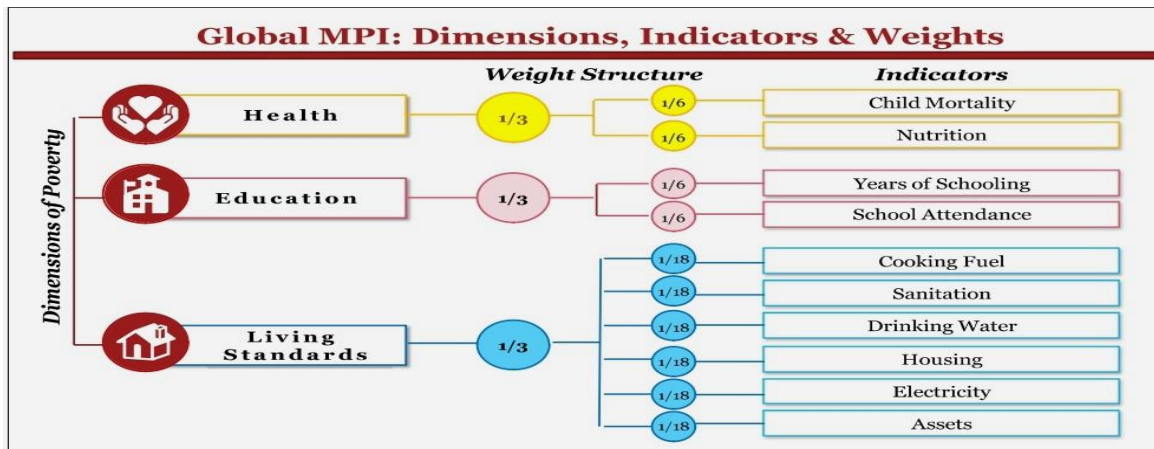 Global MPI: Dimensions, Indicators & Weights
Weight Structure
Indicators
Dimensions of Poverty
Health
1/3
1/6
Child Mortality
1/6
Nutrition
Education
1/3
1/6
Years of Schooling
1/6
School Attendance
Living
Standards
1/3
1/18
Cooking Fuel
1/18
Sanitation
1/18
Drinking Water
1/18
Housing
1/18
Electricity
1/18
Assets